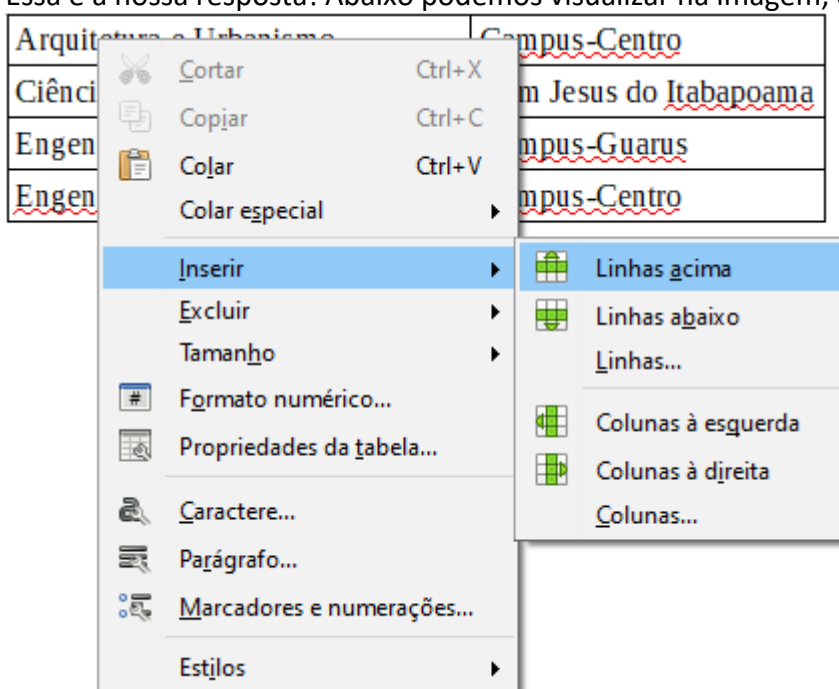 Essa é a nossa resposta! Abaixo podemos visualizar na imagem,
Arquitetura e Urbanismo Campus-Centro
Ciênci m Jesus do Itabapoama
Engen mpus-Guarus
Engen mpus-Centro
Cortar Ctrl+X
Copiar Ctrl+C
Colar Ctrl+V
Colar especial
Inserir
Excluir
Tamanho
Formato numérico...
Propriedades da tabela...
Caractere...
Parágrafo...
Marcadores e numerações...
Estilos
Linhas acima
Linhas abaixo
Linhas...
Colunas à esquerda
Colunas à direita
Colunas...